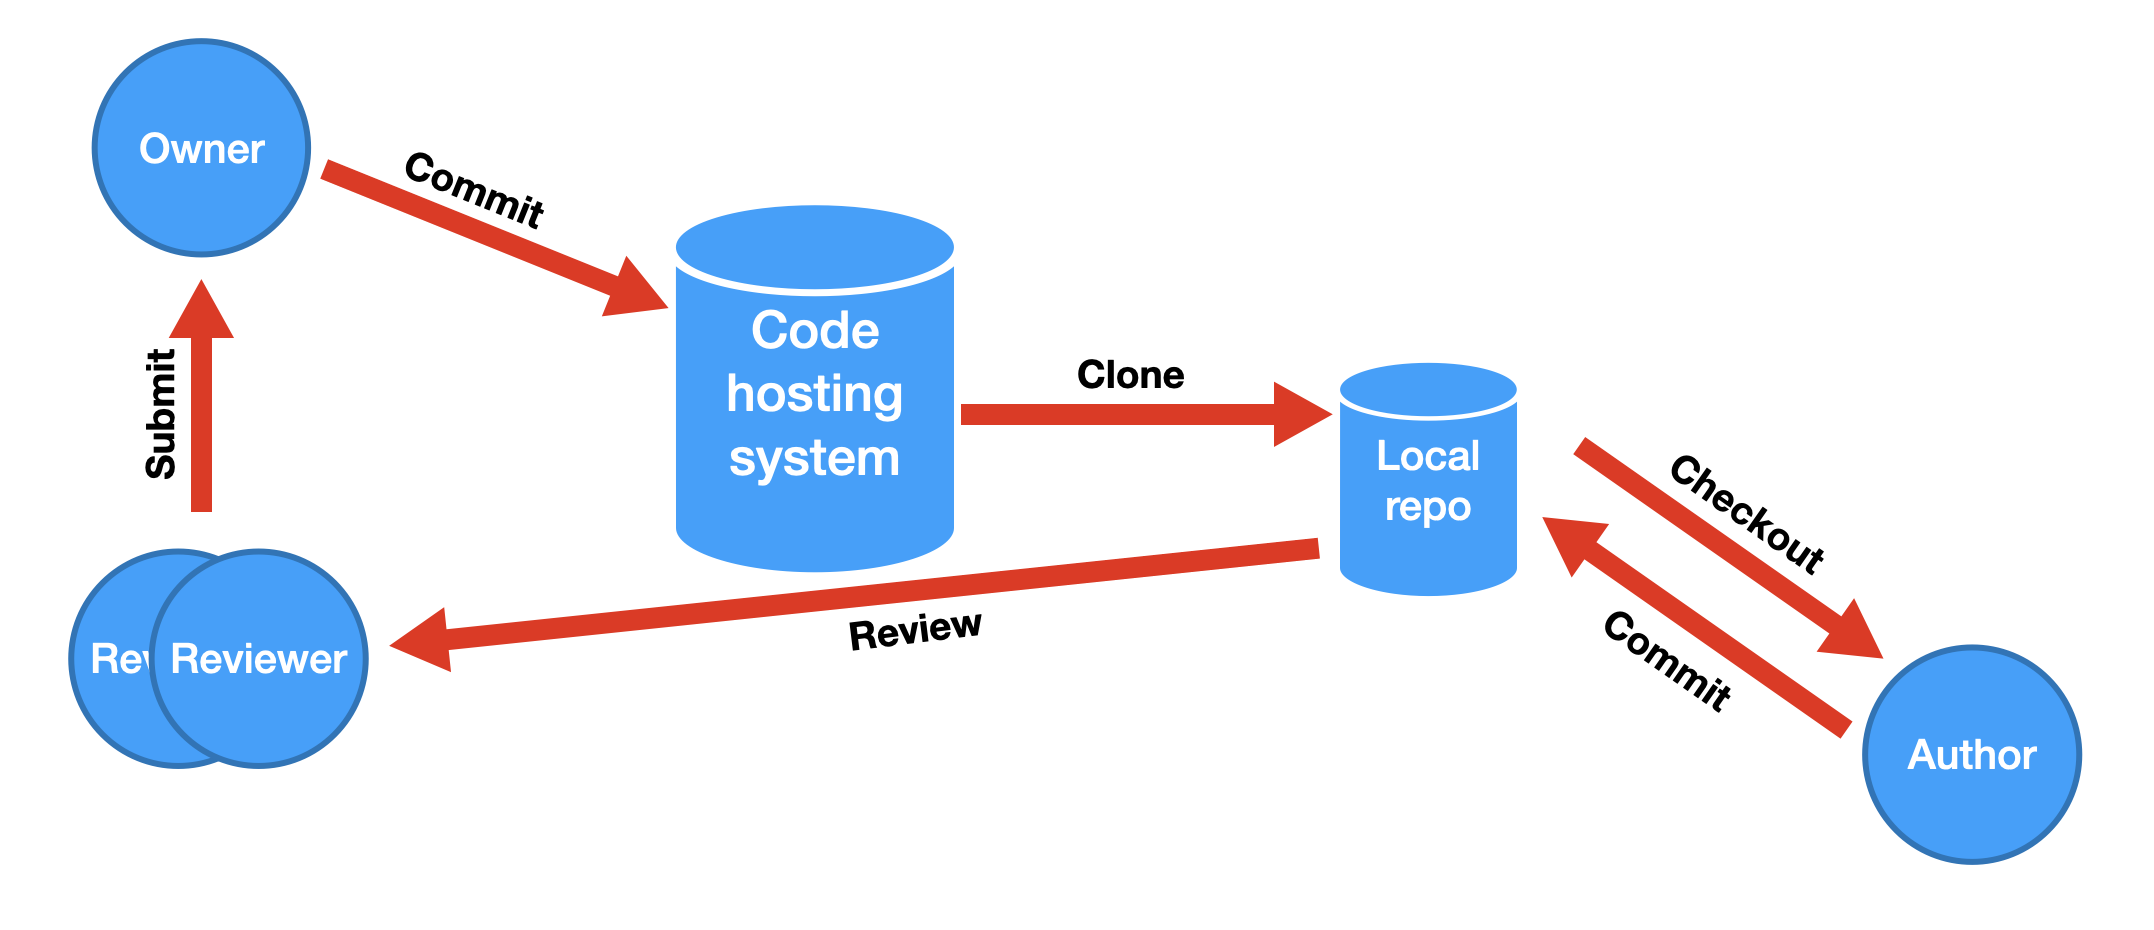 Owner
Commit
Code
hosting
system
Clone
Local
repo
Checkout
Commit
Submit
Review
Rev
Reviewer
Author